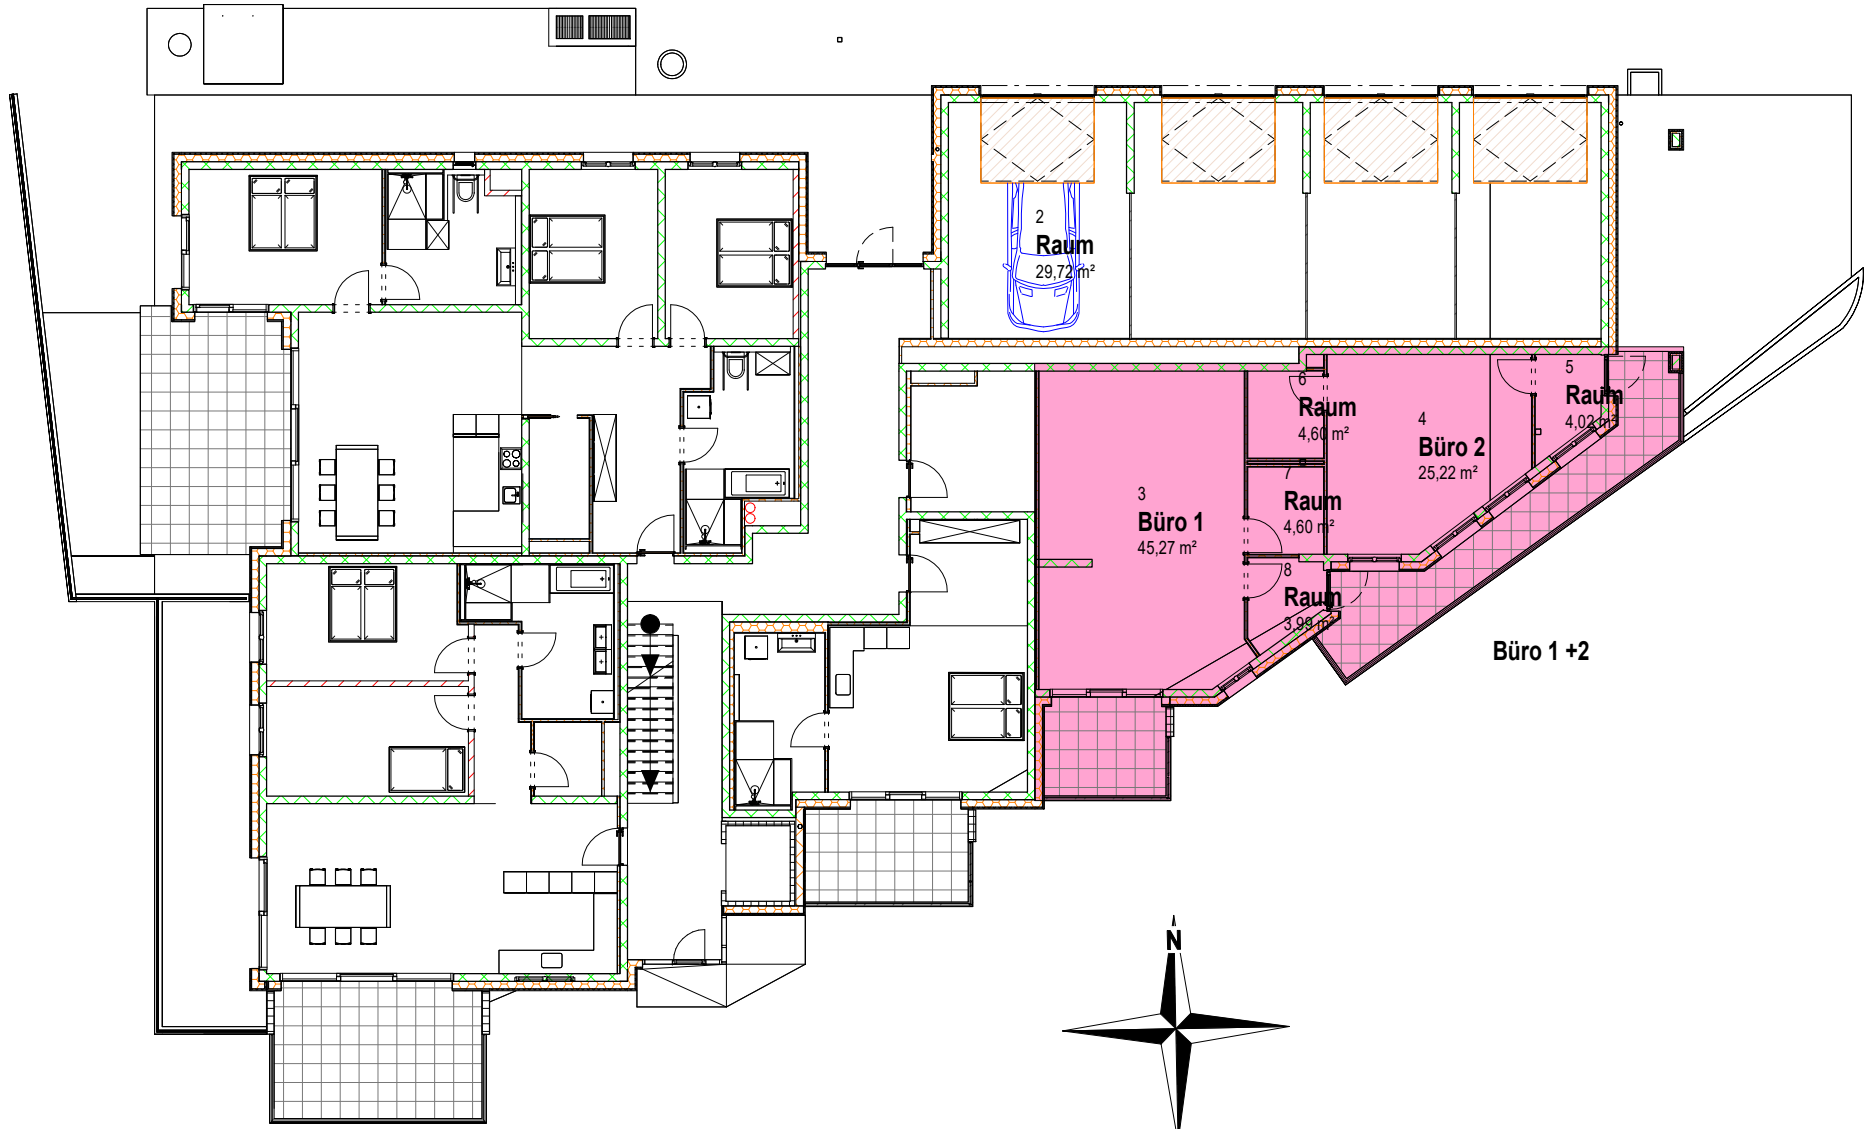 2
Raum
29,72 m²
6
Raum
4,60 m²
5
Raum
4,02 m²
4
Büro 2
25,22 m²
3
Büro 1
45,27 m²
7
Raum
4,60 m²
8
Raum
3,99 m²
Büro 1 +2
N